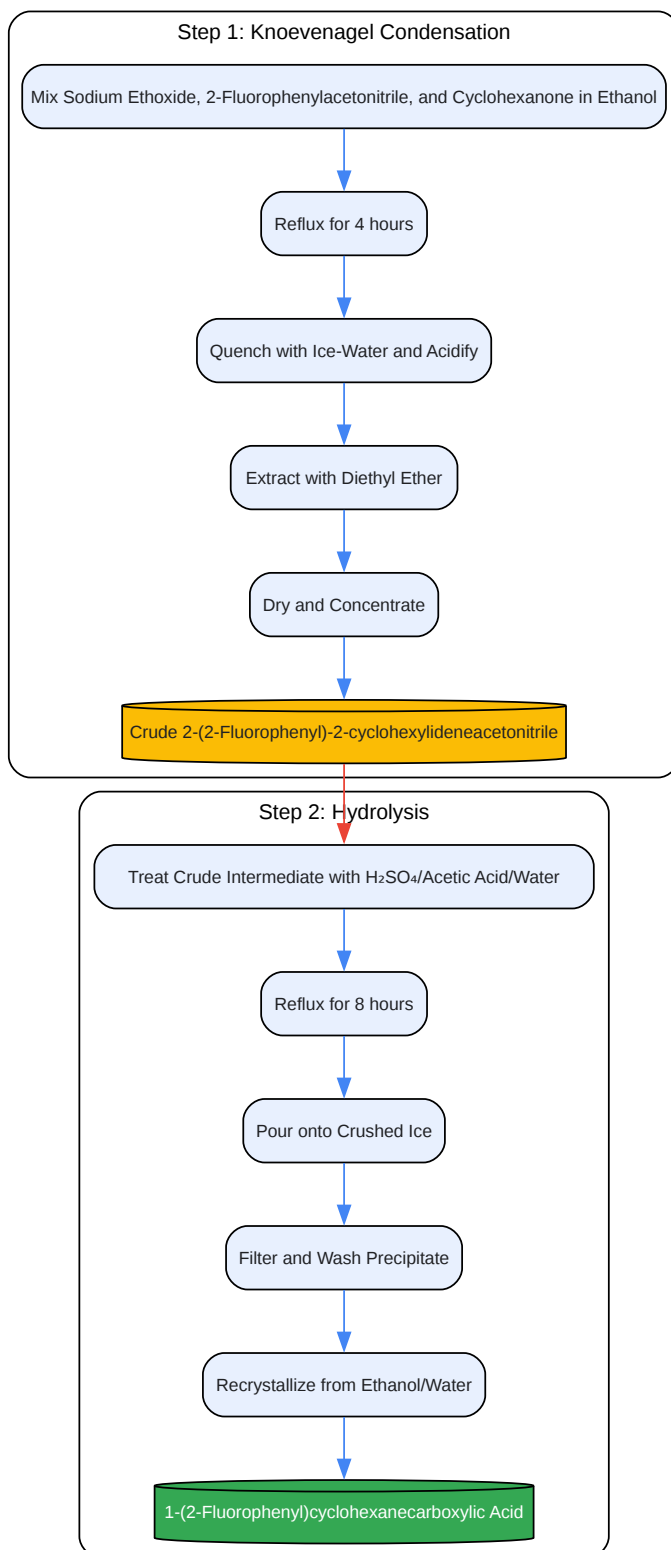 Step 1: Knoevenagel Condensation
Mix Sodium Ethoxide, 2-Fluorophenylacetonitrile, and Cyclohexanone in Ethanol
Reflux for 4 hours
Quench with Ice-Water and Acidify
Extract with Diethyl Ether
Dry and Concentrate
Crude 2-(2-Fluorophenyl)-2-cyclohexylideneacetonitrile
Step 2: Hydrolysis
Treat Crude Intermediate with H₂SO₄/Acetic Acid/Water
Reflux for 8 hours
Pour onto Crushed Ice
Filter and Wash Precipitate
Recrystallize from Ethanol/Water
1-(2-Fluorophenyl)cyclohexanecarboxylic Acid